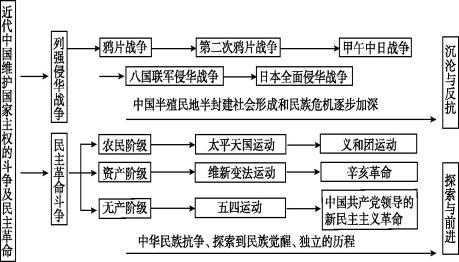 近代中国维护国家主权的斗争及民主革命
列强侵华战争
鸦片战争
第二次鸦片战争
甲午中日战争
八国联军侵华战争
日本全面侵华战争
中国半殖民地半封建社会形成和民族危机逐步加深
沉沦与反抗
民主革命斗争
农民阶级
太平天国运动
义和团运动
资产阶级
维新变法运动
辛亥革命
无产阶级
五四运动
中国共产党领导的
新民主主义革命
中华民族抗争、探索到民族觉醒、独立的历程
探索与前进